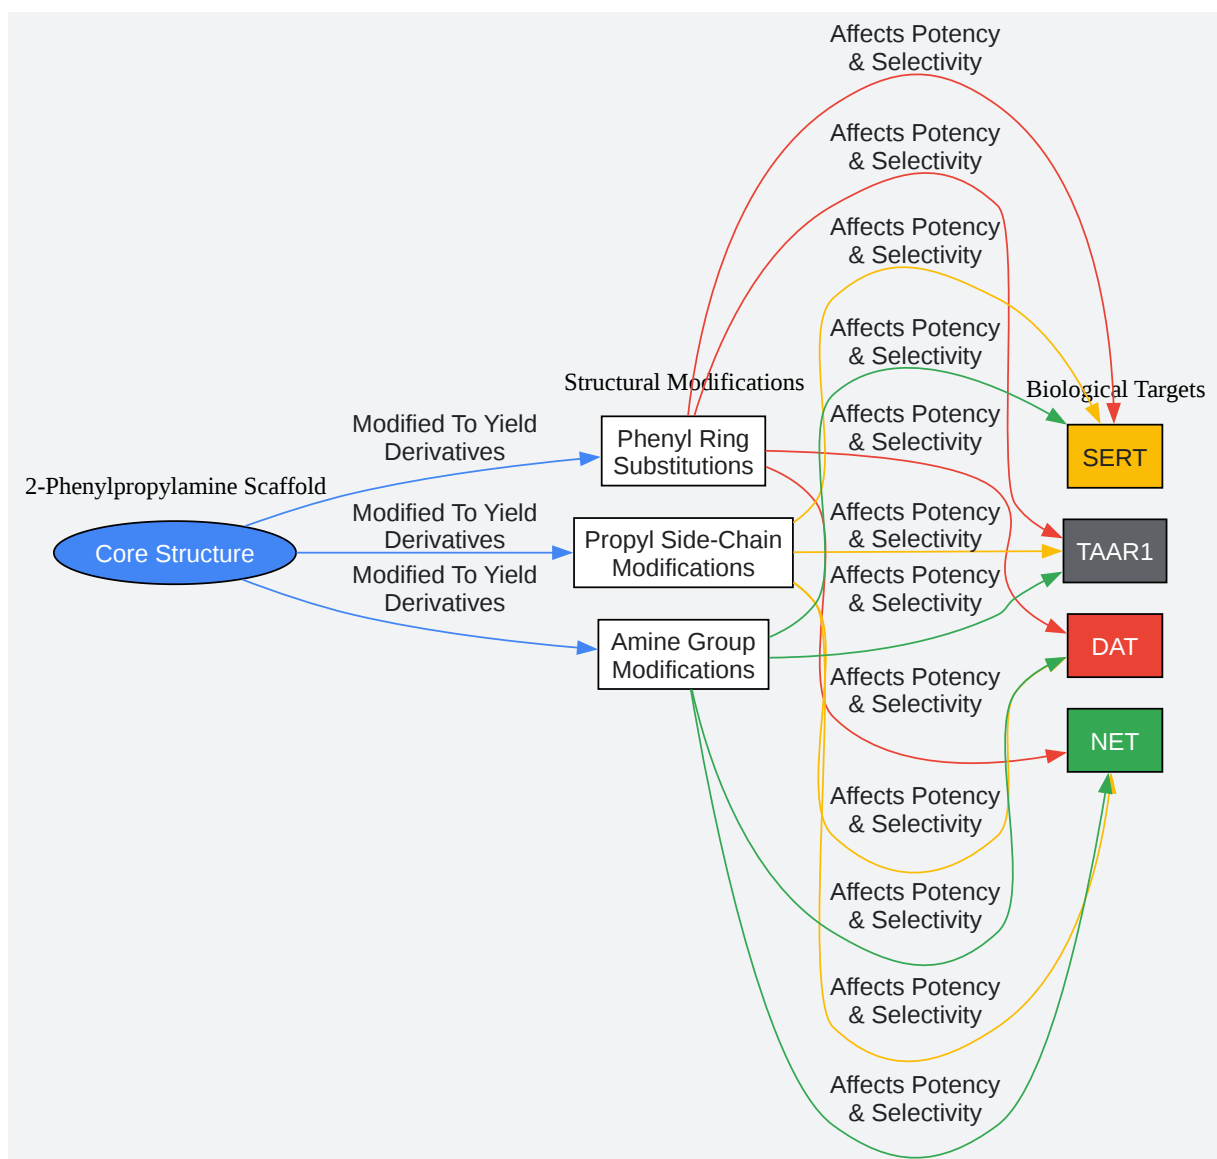 2-Phenylpropylamine Scaffold
Core Structure
Modified To Yield
Derivatives
Modified To Yield
Derivatives
Modified To Yield
Derivatives
Structural Modifications
Phenyl Ring
Substitutions
Propyl Side-Chain
Modifications
Amine Group
Modifications
Affects Potency
& Selectivity
Affects Potency
& Selectivity
Affects Potency
& Selectivity
Affects Potency
& Selectivity
Affects Potency
& Selectivity
Affects Potency
& Selectivity
Affects Potency
& Selectivity
Affects Potency
& Selectivity
Affects Potency
& Selectivity
Affects Potency
& Selectivity
Affects Potency
& Selectivity
Affects Potency
& Selectivity
Biological Targets
SERT
TAAR1
DAT
NET